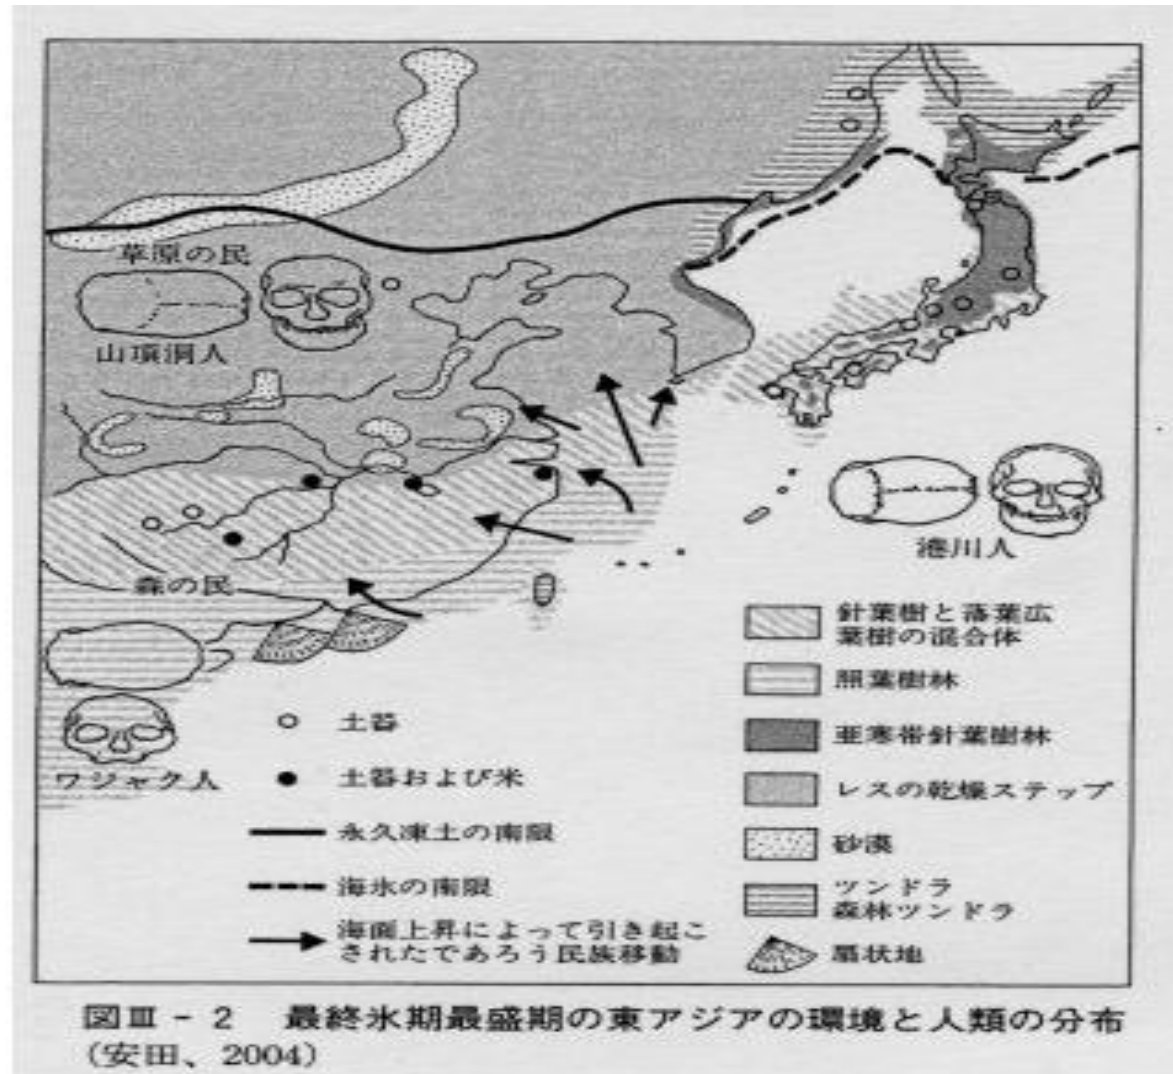 草原の民
山頂洞人
港川人
森の民
ワジャク人
土器
土器および米
永久凍土の南限
海氷の南限
海面上昇によって引き起こ
されたであろう民族移動
針葉樹と落葉広
葉樹の混合体
照葉樹林
亜寒帯針葉樹林
レスの乾燥ステップ
砂漠
ツンドラ
森林ツンドラ
扇状地
図Ⅲ - 2 最終氷期最盛期の東アジアの環境と人類の分布
(安田、2004)